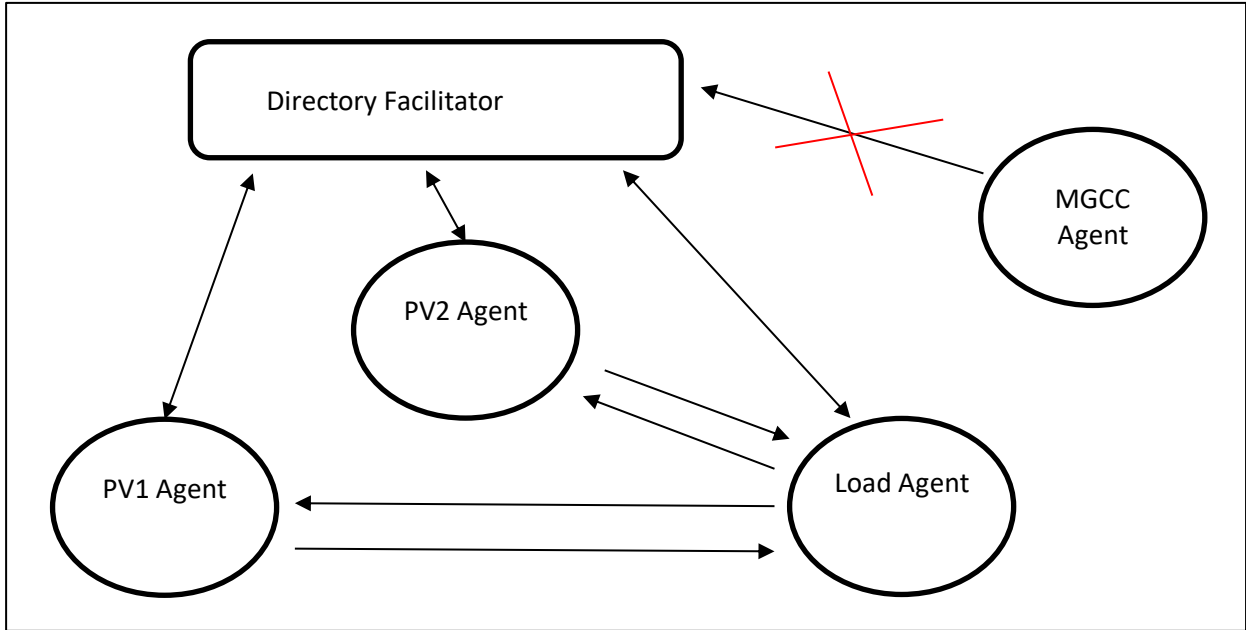 Directory Facilitator
MGCC
Agent
PV2 Agent
PV1 Agent
Load Agent